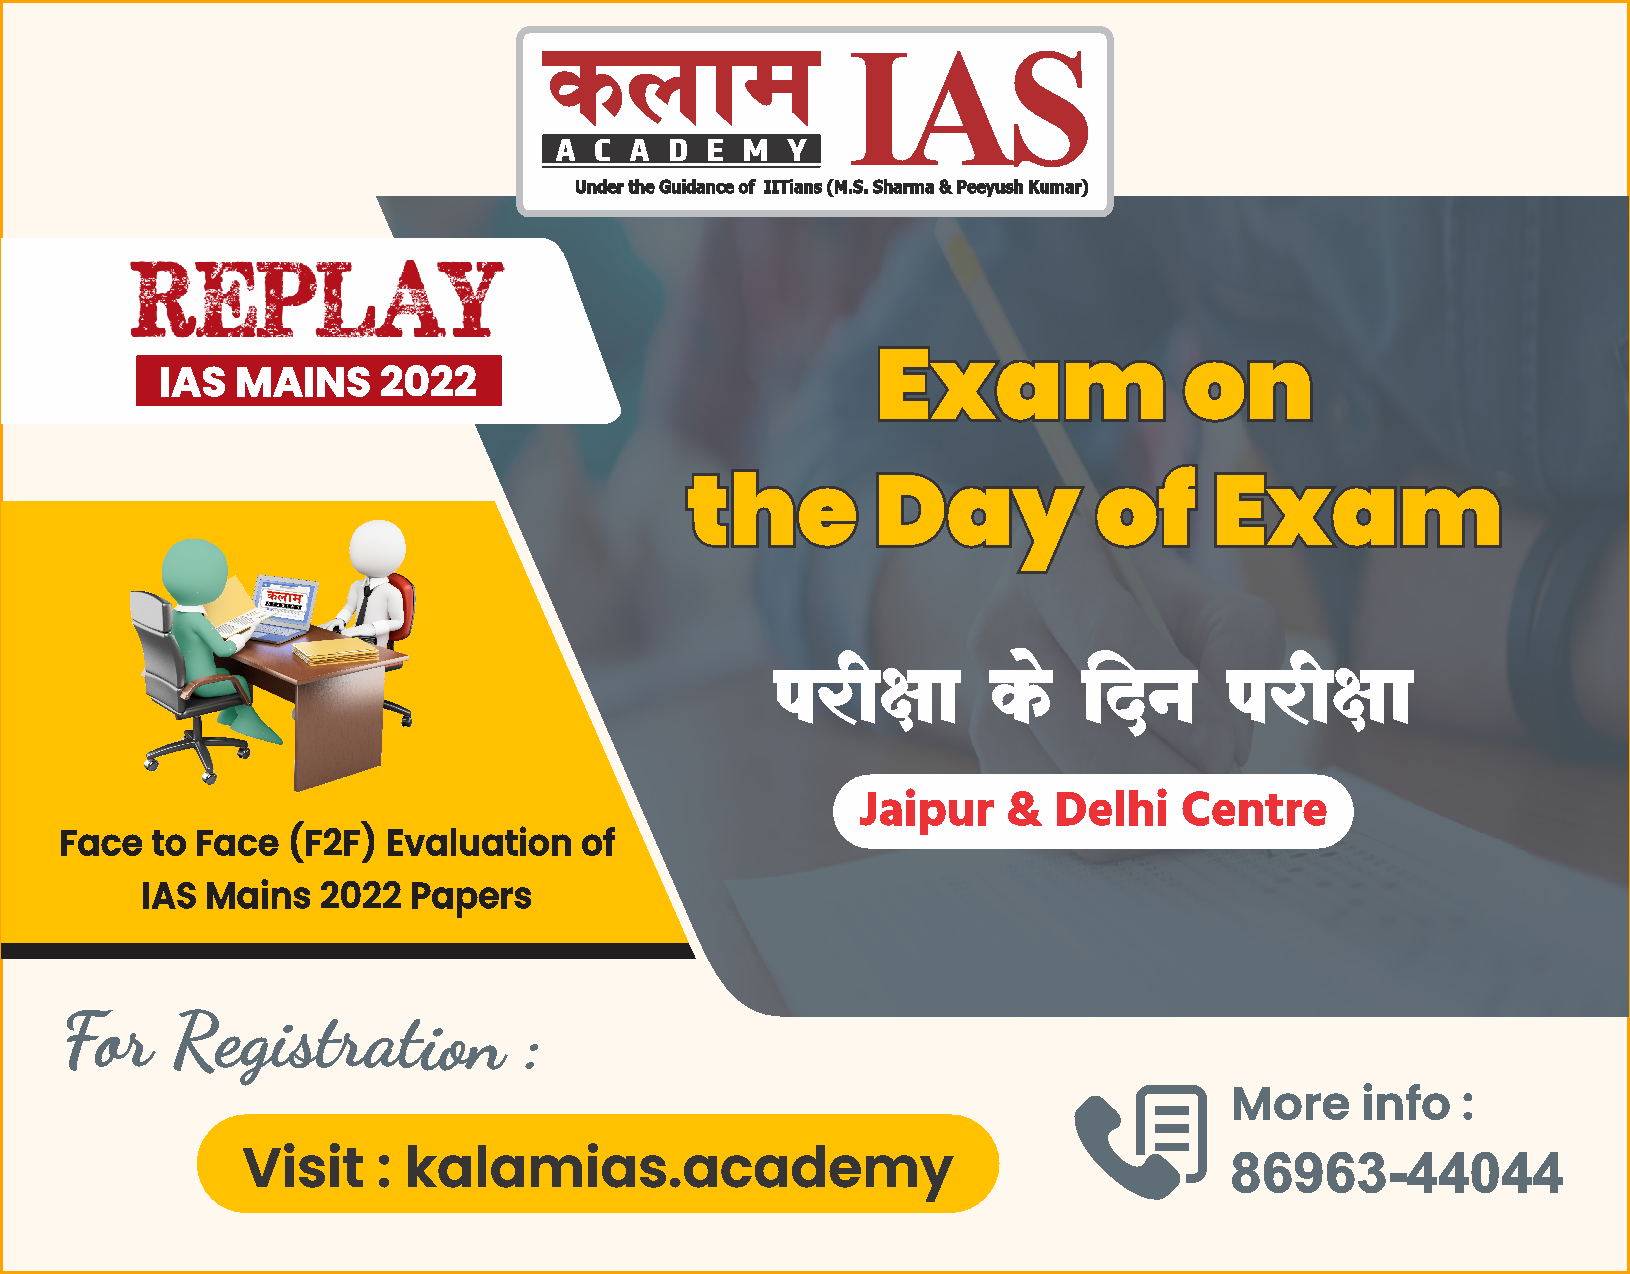 कलाम IAS
ACADEMY
Under the Guidance of IITians (M.S. Sharma & Peeyush Kumar)
REPLAY
IAS MAINS 2022
Exam on
the Day of Exam
परीक्षा के दिन परीक्षा
Jaipur & Delhi Centre
कलाम
ACADEMY
Face to Face (F2F) Evaluation of
IAS Mains 2022 Papers
For Registration :
Visit : kalamias.academy
More info :
86963-44044